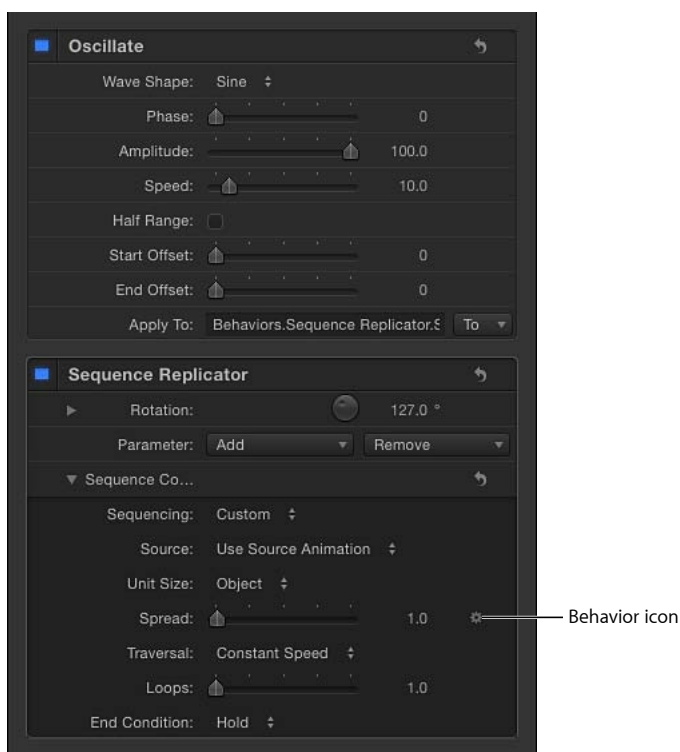 Oscillate
Wave Shape: Sine
Phase: 0
Amplitude: 100.0
Speed: 10.0
Half Range:
Start Offset: 0
End Offset: 0
Apply To: Behaviors.Sequence Replicator.S To
Sequence Replicator
Rotation: 127.0 °
Parameter: Add Remove
Sequence Co...
Sequencing: Custom
Source: Use Source Animation
Unit Size: Object
Spread: 1.0 Behavior icon
Traversal: Constant Speed
Loops: 1.0
End Condition: Hold